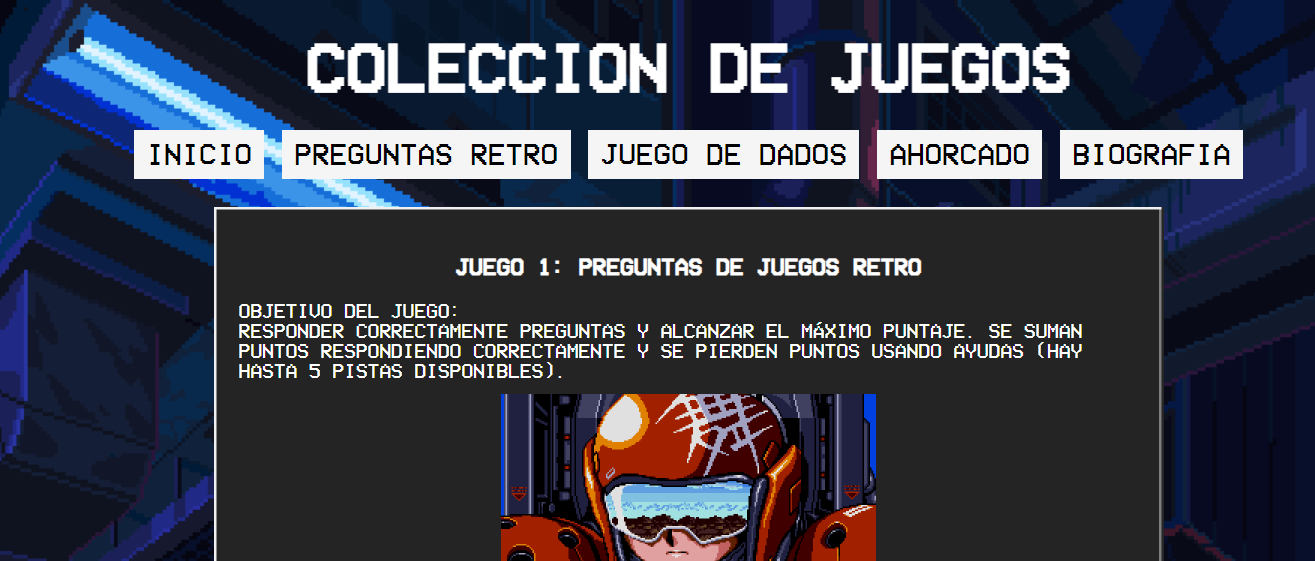 COLECCION DE JUEGOS
INICIO PREGUNTAS RETRO JUEGO DE DADOS AHORCADO BIOGRAFIA
JUEGO 1: PREGUNTAS DE JUEGOS RETRO
OBJETIVO DEL JUEGO:
RESPONDER CORRECTAMENTE PREGUNTAS Y ALCANZAR EL MÁXIMO PUNTAJE. SE SUMAN
PUNTOS RESPONDIENDO CORRECTAMENTE Y SE PIERDEN PUNTOS USANDO AYUDAS (HAY
HASTA 5 PISTAS DISPONIBLES).